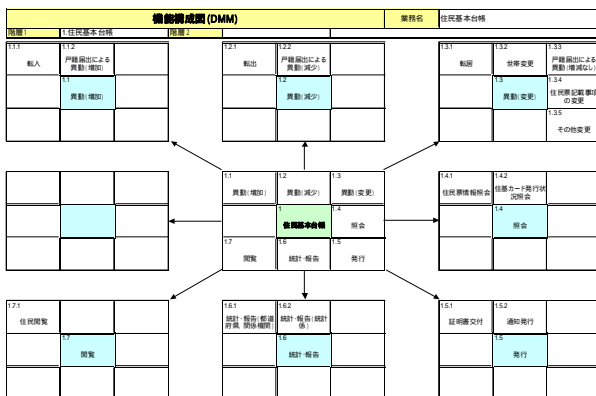 機能構成図(DMM)
業務名
住民基本台帳
階層1
1.住民基本台帳
階層2
1.1.1
転入
1.1.2
戸籍届出による
異動(増加)
1.1
異動(増加)
1.2.1
転出
1.2.2
戸籍届出による
異動(減少)
1.2
異動(減少)
1.3.1
転居
1.3.2
世帯変更
1.3.3
戸籍届出による
異動(増減なし)
1.3
異動(変更)
1.3.4
住民票記載事項
の変更
1.3.5
その他変更
1.1
異動(増加)
1.2
異動(減少)
1.3
異動(変更)
1
住民基本台帳
1.4
照会
1.7
閲覧
1.6
統計・報告
1.5
発行
1.4.1
住民票情報照会
1.4.2
住基カード発行状
況照会
1.4
照会
1.7.1
住民閲覧
1.7
閲覧
1.6.1
統計・報告(都道
府県、関係機関)
1.6.2
統計・報告(統計
係)
1.6
統計・報告
1.5.1
証明書交付
1.5.2
通知発行
1.5
発行